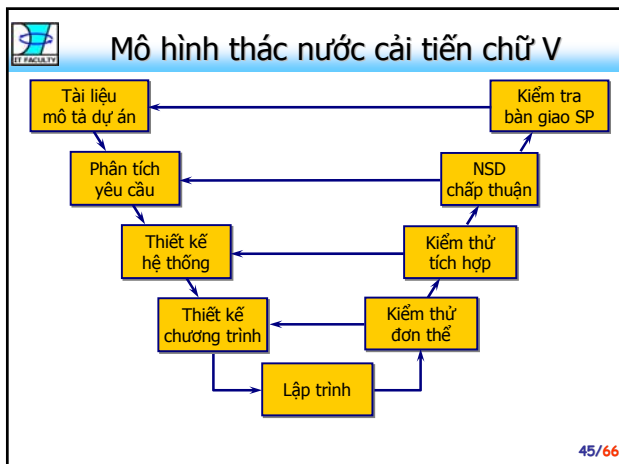 IT FACULTY
Mô hình thác nước cải tiến chữ V
Tài liệu
mô tả dự án
Kiểm tra
bàn giao SP
Phân tích
yêu cầu
NSD
chấp thuận
Thiết kế
hệ thống
Kiểm thử
tích hợp
Thiết kế
chương trình
Kiểm thử
đơn thể
Lập trình
45/66